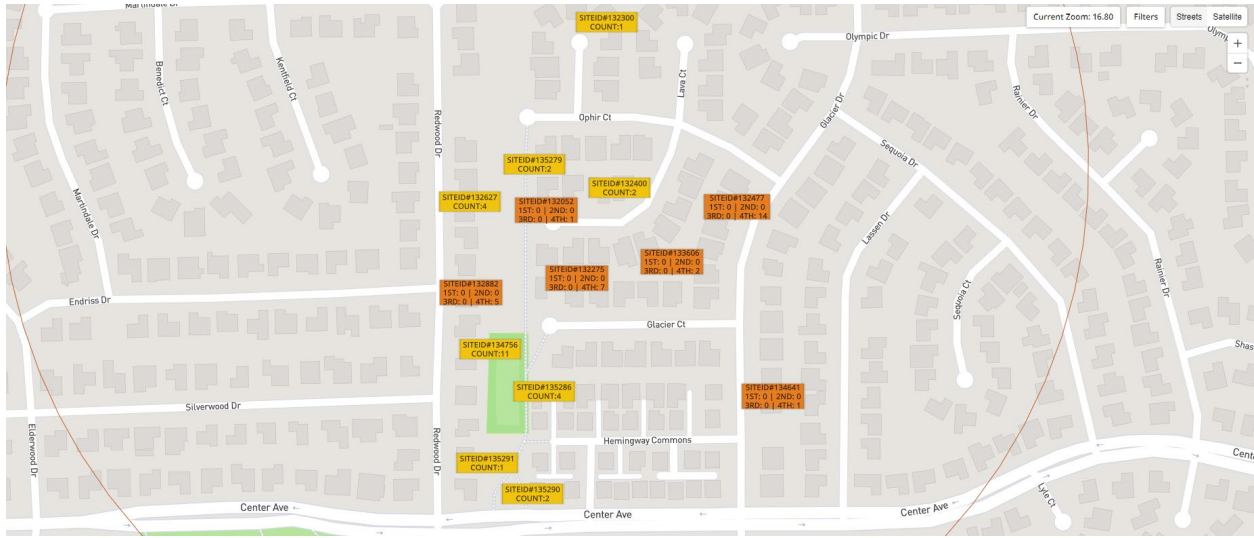 Martindale Dr
SITEID#132300
COUNT:1
Current Zoom: 16.80
Filters
Streets
Satellite
+
−
Olympic Dr
Olym
Benedict Ct
Kentfield Ct
Lava Ct
Redwood Dr
Ophir Ct
Glacier Dr
Rainier Dr
Sequoia Dr
SITEID#135279
COUNT:2
SITEID#132400
COUNT:2
SITEID#132627
COUNT:4
SITEID#132052
1ST: 0 | 2ND: 0
3RD: 0 | 4TH: 1
SITEID#132477
1ST: 0 | 2ND: 0
3RD: 0 | 4TH: 14
Martindale Dr
Lassen Dr
SITEID#133606
1ST: 0 | 2ND: 0
3RD: 0 | 4TH: 2
SITEID#132275
1ST: 0 | 2ND: 0
3RD: 0 | 4TH: 7
SITEID#132882
1ST: 0 | 2ND: 0
3RD: 0 | 4TH: 5
Endriss Dr
Sequoia Ct
Rainier Dr
Glacier Ct
SITEID#134756
COUNT:11
Shas
SITEID#135286
COUNT:4
SITEID#134641
1ST: 0 | 2ND: 0
3RD: 0 | 4TH: 1
Silverwood Dr
Elderwood Dr
Redwood Dr
Hemingway Commons
SITEID#135291
COUNT:1
SITEID#135290
COUNT:2
Center Ave
Center Ave
Center Ave
Cent
Lyle Ct